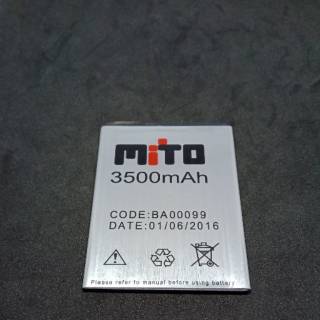 MITO
3500mAh
CODE:BA00099
DATE:01/06/2016
Please refer to manual before using battery